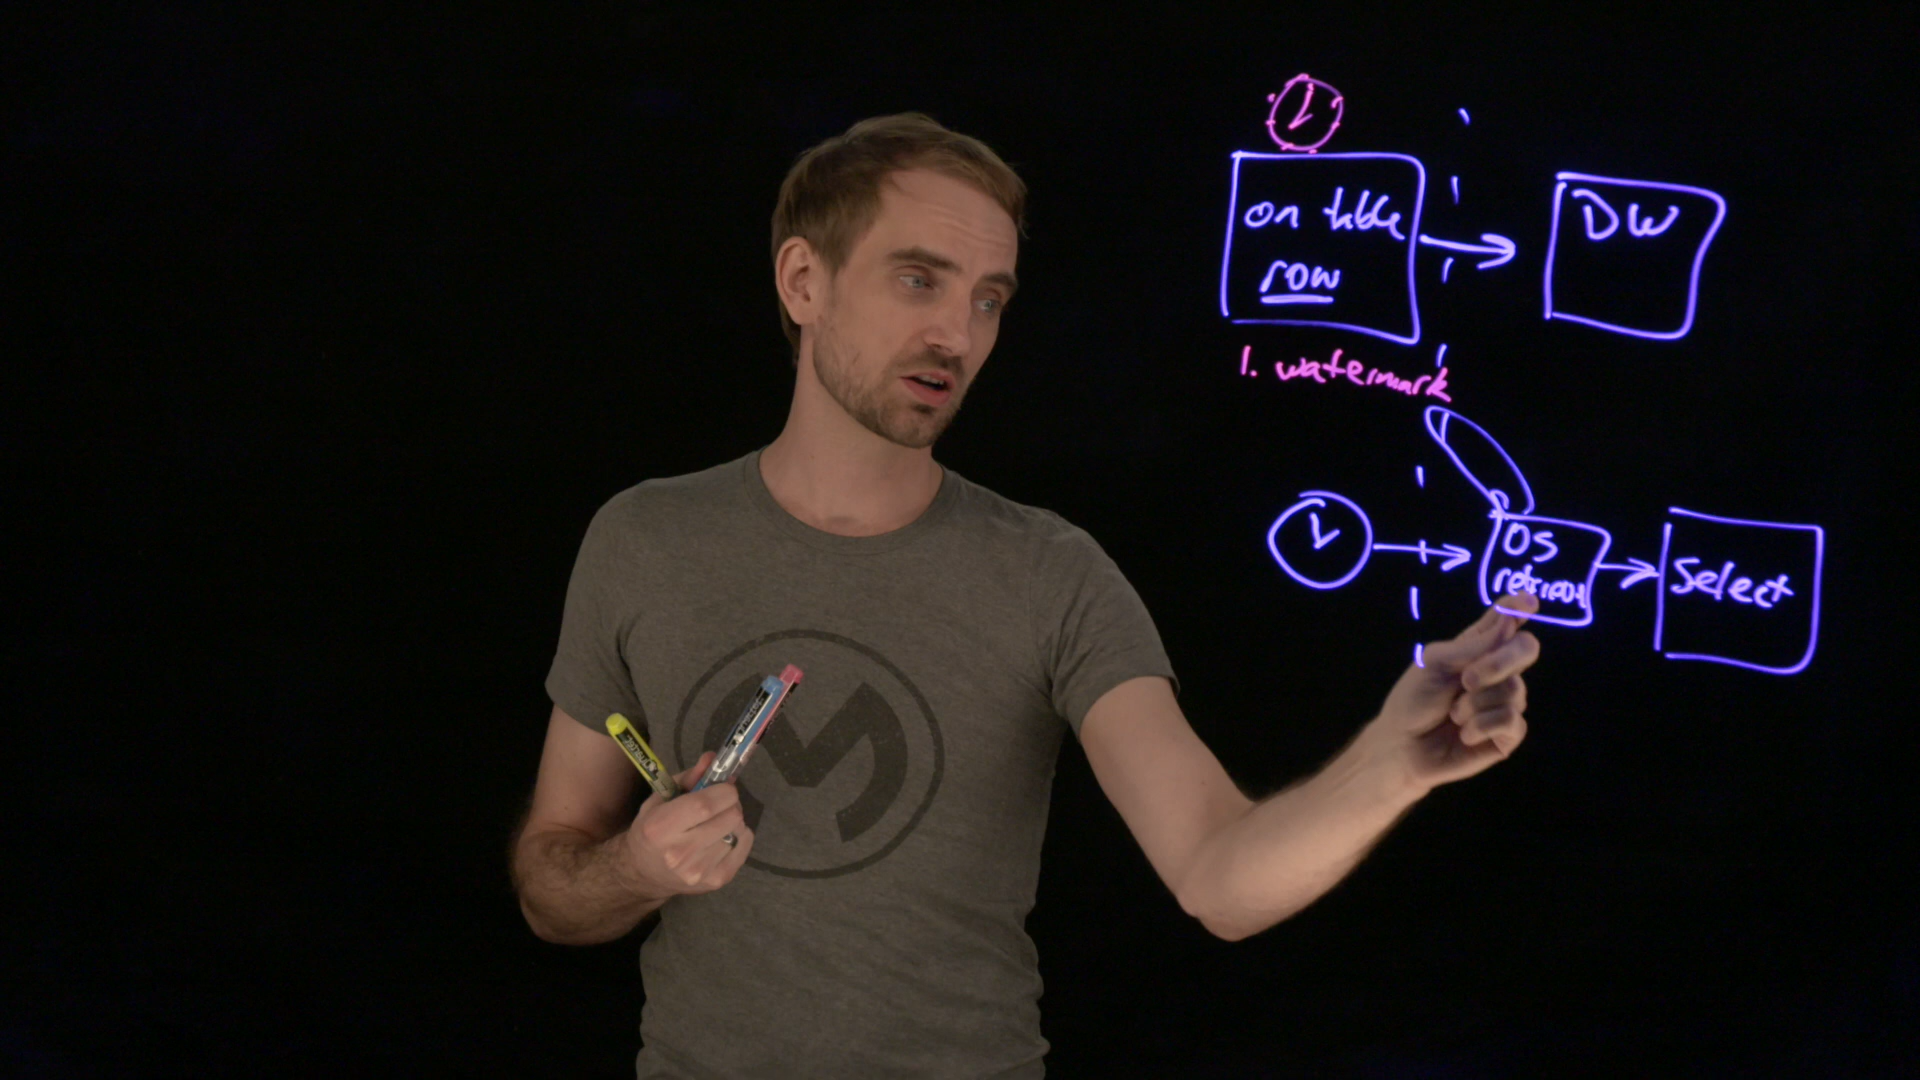 on table
row
DW
1. watermark
OS
retrieve
Select
M